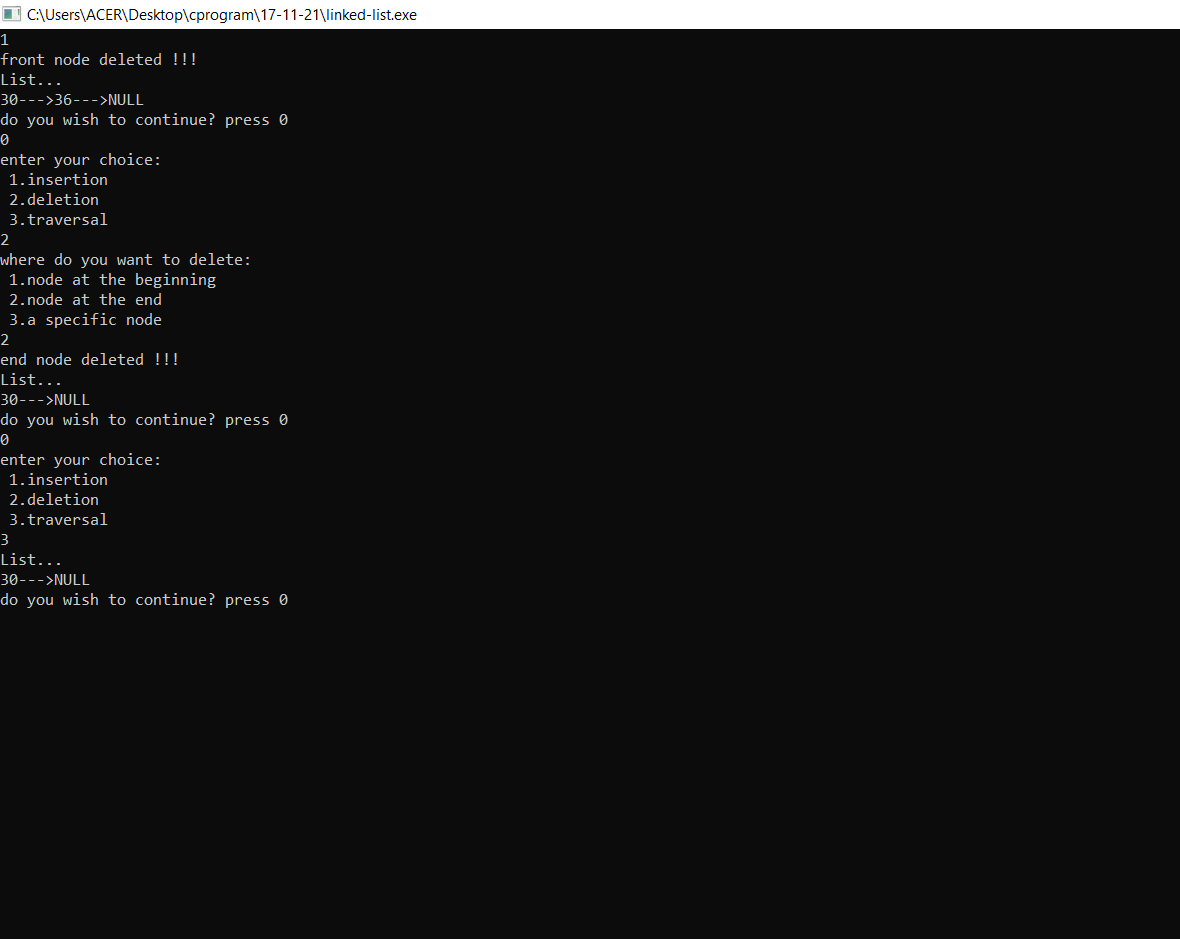 C:\Users\ACER\Desktop\cprogram\17-11-21\linked-list.exe
1
front node deleted !!!
List...
30--->36--->NULL
do you wish to continue? press 0
0
enter your choice:
 1.insertion
 2.deletion
 3.traversal
2
where do you want to delete:
 1.node at the beginning
 2.node at the end
 3.a specific node
2
end node deleted !!!
List...
30--->NULL
do you wish to continue? press 0
0
enter your choice:
 1.insertion
 2.deletion
 3.traversal
3
List...
30--->NULL
do you wish to continue? press 0